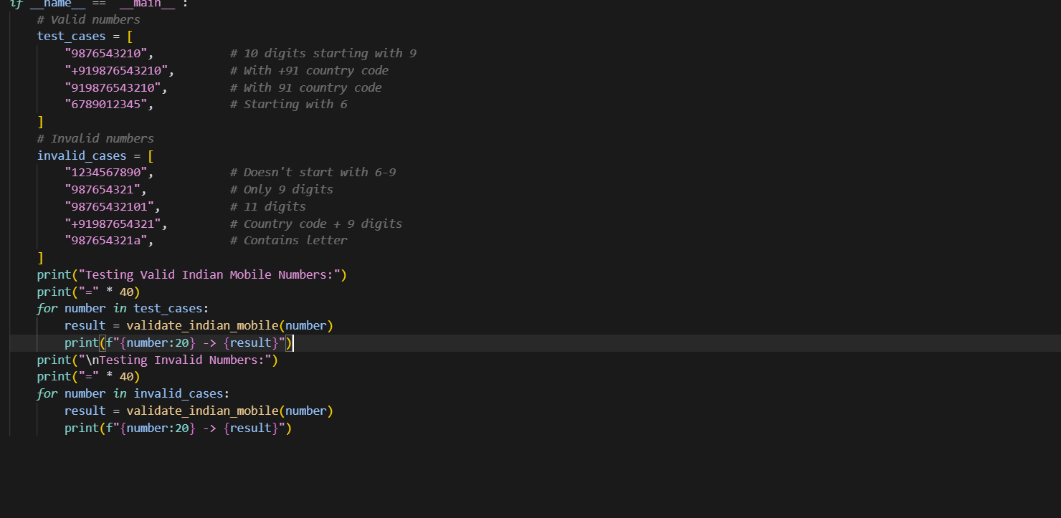 if __name__ == "__main__":
    # Valid numbers
    test_cases = [
        "9876543210",           # 10 digits starting with 9
        "+919876543210",        # With +91 country code
        "919876543210",         # With 91 country code
        "6789012345",           # Starting with 6
    ]
    # Invalid numbers
    invalid_cases = [
        "1234567890",           # Doesn't start with 6-9
        "987654321",            # Only 9 digits
        "98765432101",          # 11 digits
        "+91987654321",         # Country code + 9 digits
        "987654321a",           # Contains letter
    ]
    print("Testing Valid Indian Mobile Numbers:")
    print("=" * 40)
    for number in test_cases:
        result = validate_indian_mobile(number)
        print(f"{number:20} -> {result}")
    print("\nTesting Invalid Numbers:")
    print("=" * 40)
    for number in invalid_cases:
        result = validate_indian_mobile(number)
        print(f"{number:20} -> {result}")